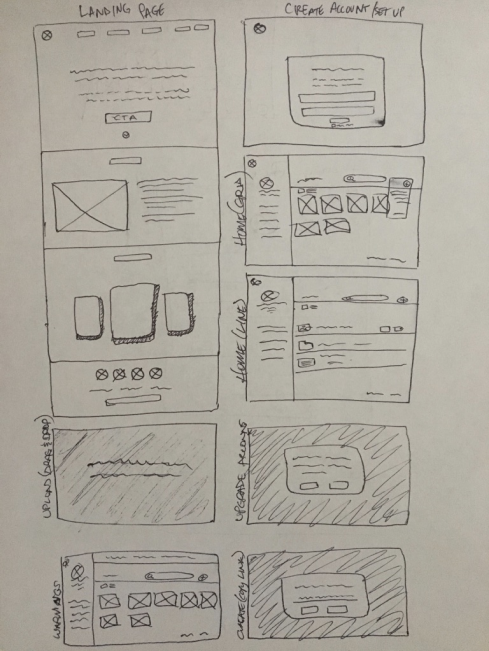 LANDING PAGE
CREATE ACCOUNT/SET UP
CTA
HOME (GRID)
HOME (LINE)
UPLOAD (DRAG & DROP)
UPGRADE ACCOUNT
WARNINGS
CREATE (COPY LINK)